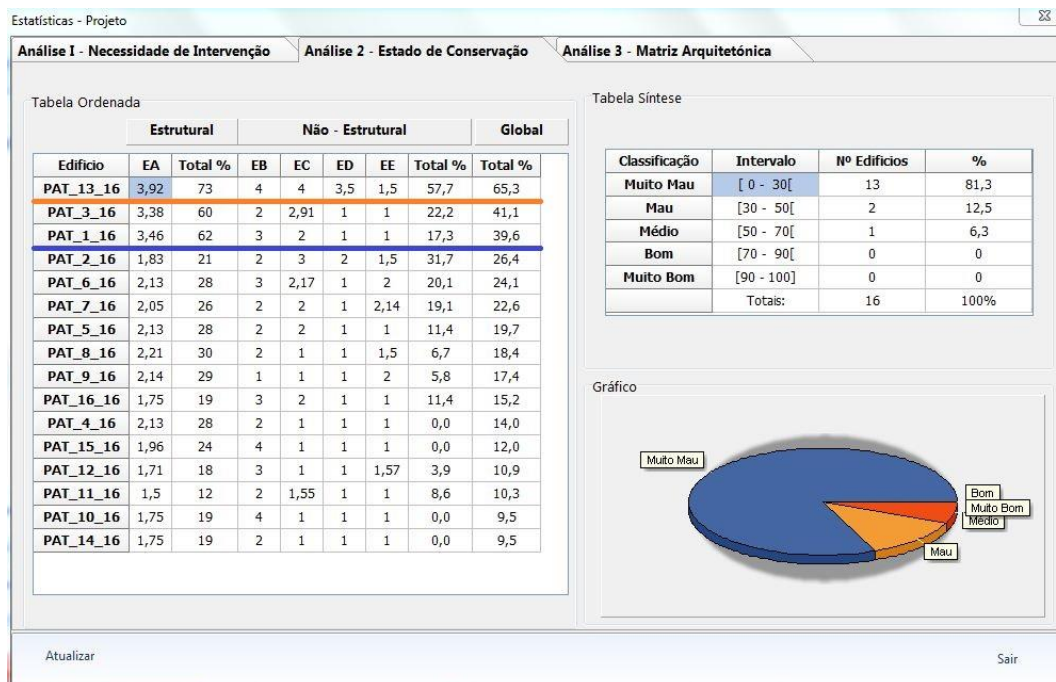 Estatísticas - Projeto
Análise I - Necessidade de Intervenção Análise 2 - Estado de Conservação Análise 3 - Matriz Arquitetónica
Tabela Ordenada
Estrutural Não - Estrutural Global
Edificio EA Total % EB EC ED EE Total % Total %
PAT_13_16 3,92 73 4 4 3,5 1,5 57,7 65,3
PAT_3_16 3,38 60 2 2,91 1 1 22,2 41,1
PAT_1_16 3,46 62 3 2 1 1 17,3 39,6
PAT_2_16 1,83 21 2 3 2 1,5 31,7 26,4
PAT_6_16 2,13 28 3 2,17 1 2 20,1 24,1
PAT_7_16 2,05 26 2 2 1 2,14 19,1 22,6
PAT_5_16 2,13 28 2 2 1 1 11,4 19,7
PAT_8_16 2,21 30 2 1 1 1,5 6,7 18,4
PAT_9_16 2,14 29 1 1 1 2 5,8 17,4
PAT_16_16 1,75 19 3 2 1 1 11,4 15,2
PAT_4_16 2,13 28 2 1 1 1 0,0 14,0
PAT_15_16 1,96 24 4 1 1 1 0,0 12,0
PAT_12_16 1,71 18 3 1 1 1,57 3,9 10,9
PAT_11_16 1,5 12 2 1,55 1 1 8,6 10,3
PAT_10_16 1,75 19 4 1 1 1 0,0 9,5
PAT_14_16 1,75 19 2 1 1 1 0,0 9,5
Tabela Síntese
Classificação Intervalo Nº Edificios %
Muito Mau [ 0 - 30[ 13 81,3
Mau [30 - 50[ 2 12,5
Médio [50 - 70[ 1 6,3
Bom [70 - 90[ 0 0
Muito Bom [90 - 100] 0 0
Totais: 16 100%
Gráfico
Muito Mau
Bom
Muito Bom
Médio
Mau
Atualizar
Sair